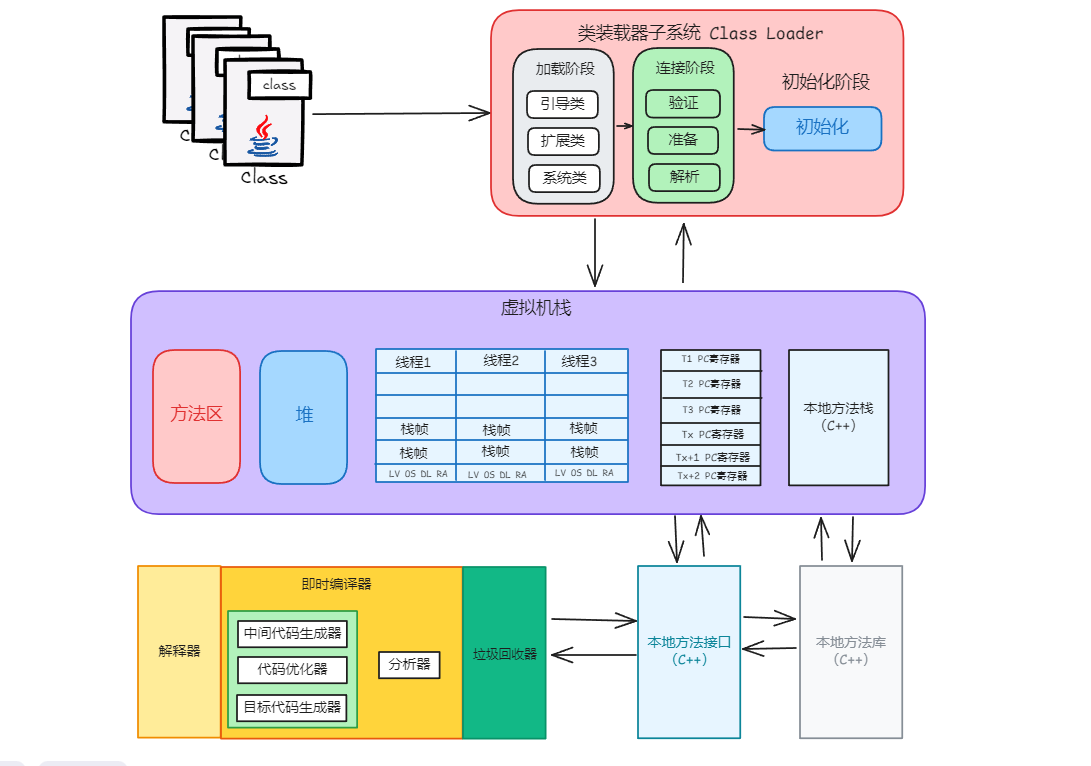 class
C
C
Class
类装载器子系统 Class Loader
加载阶段
引导类
扩展类
系统类
连接阶段
验证
准备
解析
初始化阶段
初始化
虚拟机栈
方法区
堆
线程1 线程2 线程3
栈帧 栈帧 栈帧
栈帧 栈帧 栈帧
LV OS DL RA LV OS DL RA LV OS DL RA
T1 PC寄存器
T2 PC寄存器
T3 PC寄存器
Tx PC寄存器
Tx+1 PC寄存器
Tx+2 PC寄存器
本地方法栈
(C++)
解释器
即时编译器
中间代码生成器
代码优化器
目标代码生成器
分析器
垃圾回收器
本地方法接口
(C++)
本地方法库
(C++)